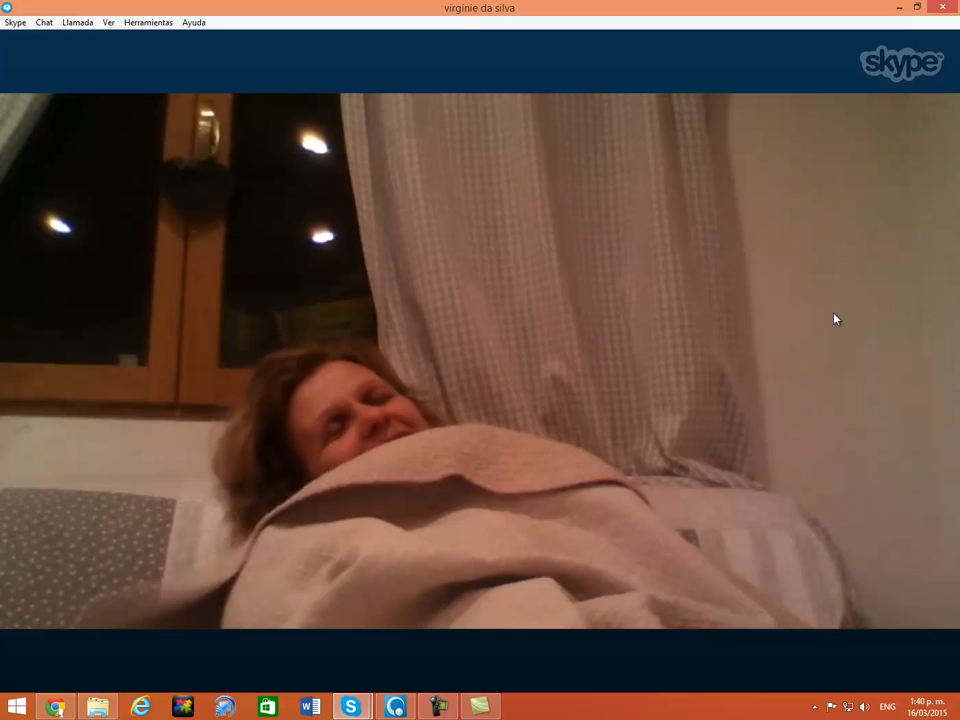 virginie da silva
Skype Chat Llamada Ver Herramientas Ayuda
skype
ENG
1:40 p. m.
16/03/2015